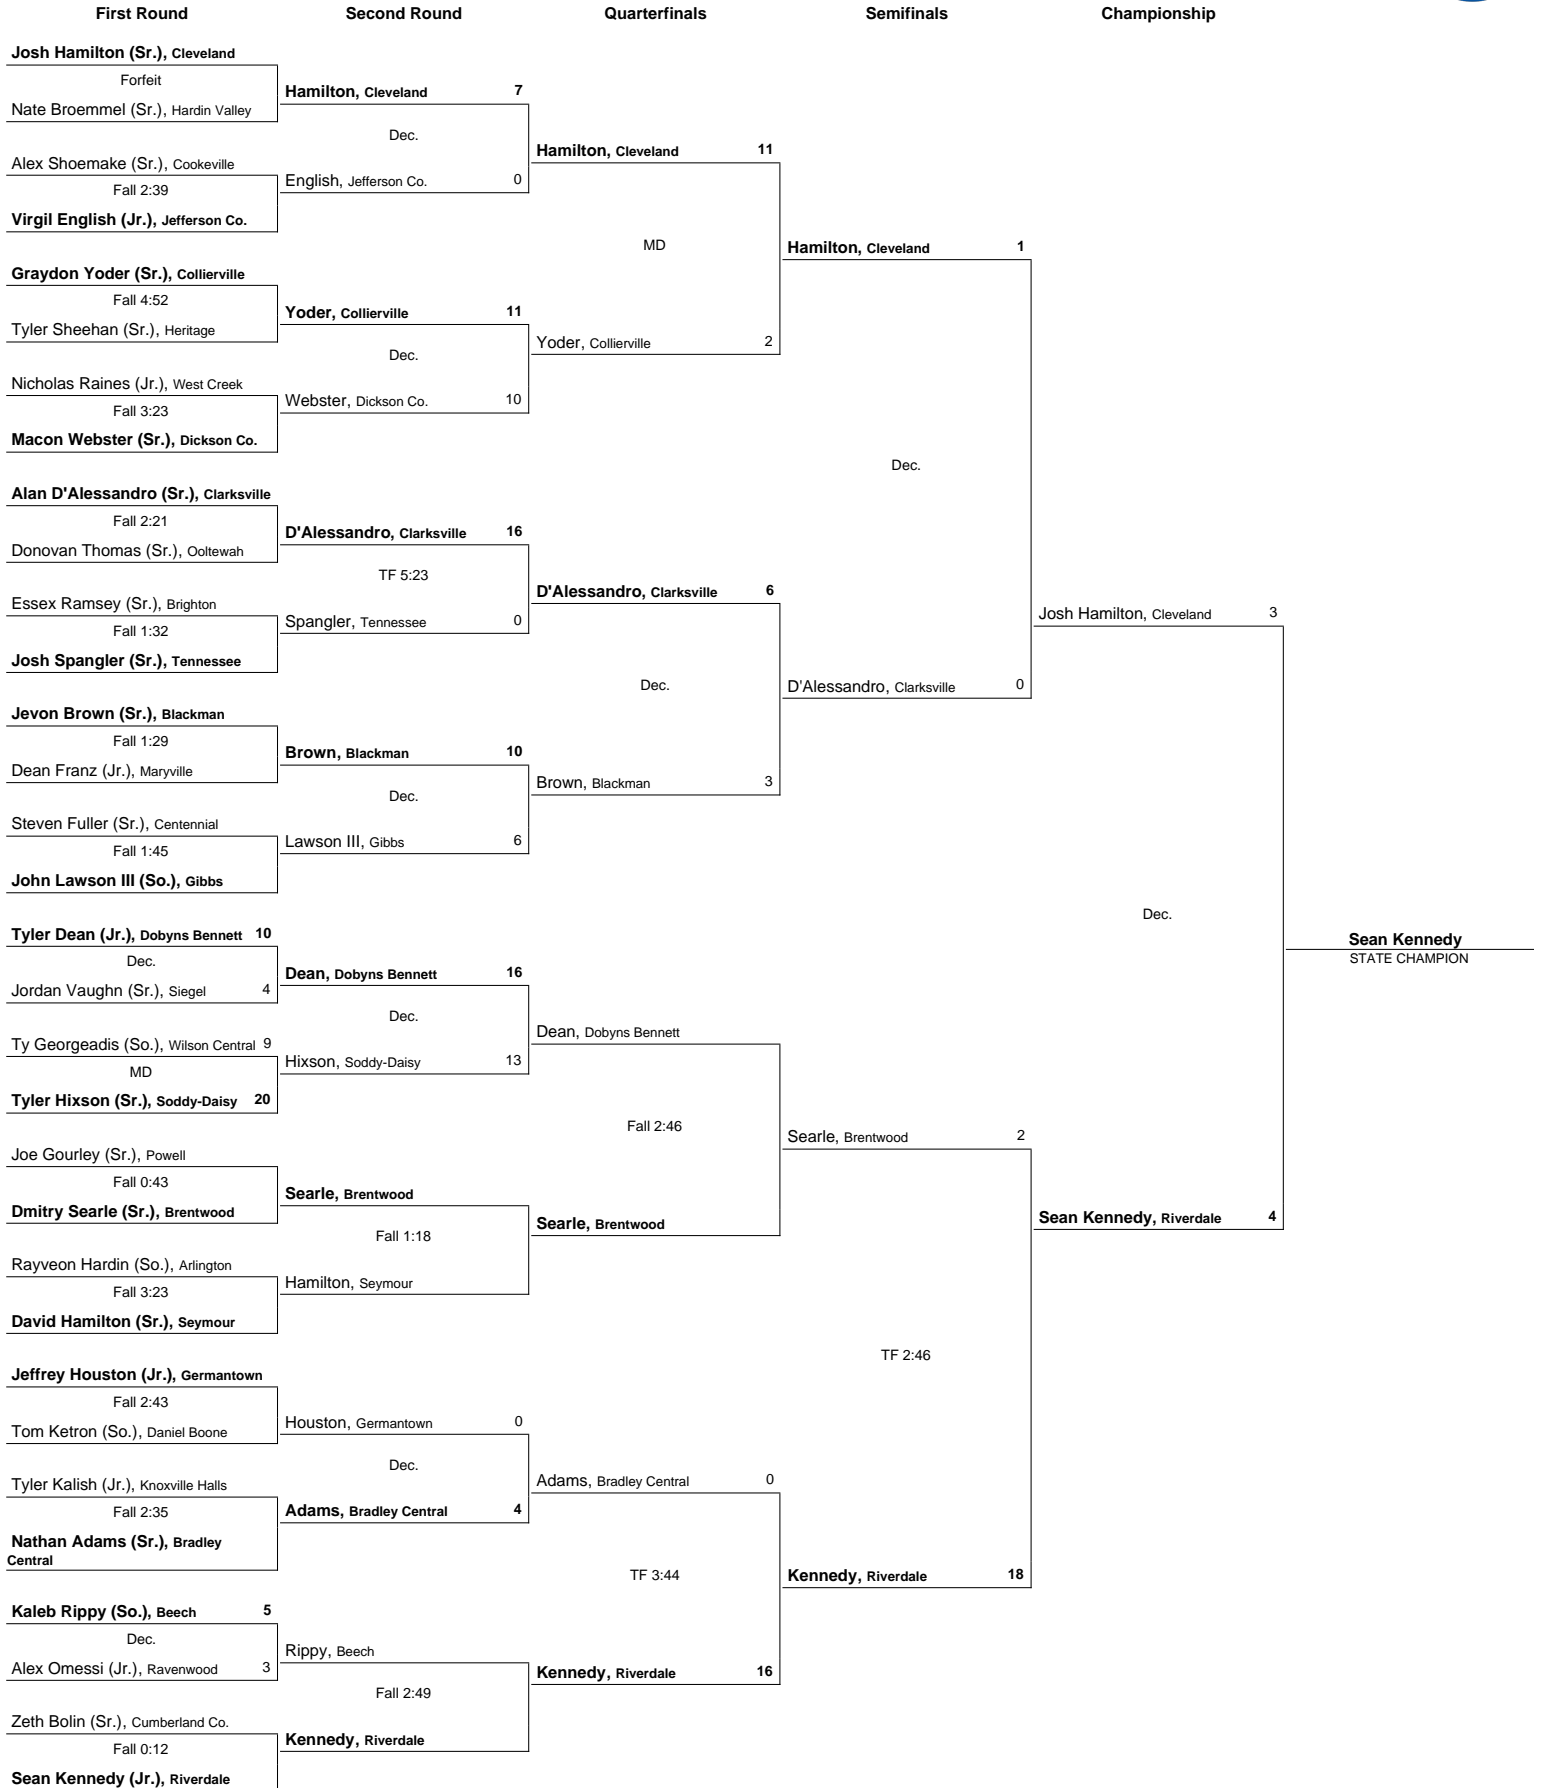 First Round
Second Round
Quarterfinals
Semifinals
Championship
Josh Hamilton (Sr.), Cleveland
Forfeit
Nate Broemmel (Sr.), Hardin Valley
Alex Shoemake (Sr.), Cookeville
Fall 2:39
Virgil English (Jr.), Jefferson Co.
Graydon Yoder (Sr.), Collierville
Fall 4:52
Tyler Sheehan (Sr.), Heritage
Nicholas Raines (Jr.), West Creek
Fall 3:23
Macon Webster (Sr.), Dickson Co.
Alan D'Alessandro (Sr.), Clarksville
Fall 2:21
Donovan Thomas (Sr.), Ooltewah
Essex Ramsey (Sr.), Brighton
Fall 1:32
Josh Spangler (Sr.), Tennessee
Jevon Brown (Sr.), Blackman
Fall 1:29
Dean Franz (Jr.), Maryville
Steven Fuller (Sr.), Centennial
Fall 1:45
John Lawson III (So.), Gibbs
Tyler Dean (Jr.), Dobyns Bennett 10
Dec.
Jordan Vaughn (Sr.), Siegel 4
Ty Georgeadis (So.), Wilson Central 9
MD
Tyler Hixson (Sr.), Soddy-Daisy 20
Joe Gourley (Sr.), Powell
Fall 0:43
Dmitry Searle (Sr.), Brentwood
Rayveon Hardin (So.), Arlington
Fall 3:23
David Hamilton (Sr.), Seymour
Jeffrey Houston (Jr.), Germantown
Fall 2:43
Tom Ketron (So.), Daniel Boone
Tyler Kalish (Jr.), Knoxville Halls
Fall 2:35
Nathan Adams (Sr.), Bradley
Central
Kaleb Rippy (So.), Beech 5
Dec.
Alex Omessi (Jr.), Ravenwood 3
Zeth Bolin (Sr.), Cumberland Co.
Fall 0:12
Sean Kennedy (Jr.), Riverdale
Hamilton, Cleveland 7
Dec.
English, Jefferson Co. 0
Yoder, Collierville 11
Dec.
Webster, Dickson Co. 10
D'Alessandro, Clarksville 16
TF 5:23
Spangler, Tennessee 0
Brown, Blackman 10
Dec.
Lawson III, Gibbs 6
Dean, Dobyns Bennett 16
Dec.
Hixson, Soddy-Daisy 13
Searle, Brentwood
Fall 1:18
Hamilton, Seymour
Houston, Germantown 0
Dec.
Adams, Bradley Central 4
Rippy, Beech
Fall 2:49
Kennedy, Riverdale
Hamilton, Cleveland 11
MD
Yoder, Collierville 2
D'Alessandro, Clarksville 6
Dec.
Brown, Blackman 3
Dean, Dobyns Bennett
Fall 2:46
Searle, Brentwood
Adams, Bradley Central 0
TF 3:44
Kennedy, Riverdale 16
Hamilton, Cleveland 1
Dec.
D'Alessandro, Clarksville 0
Searle, Brentwood 2
TF 2:46
Kennedy, Riverdale 18
Josh Hamilton, Cleveland 3
Dec.
Sean Kennedy, Riverdale 4
Sean Kennedy
STATE CHAMPION